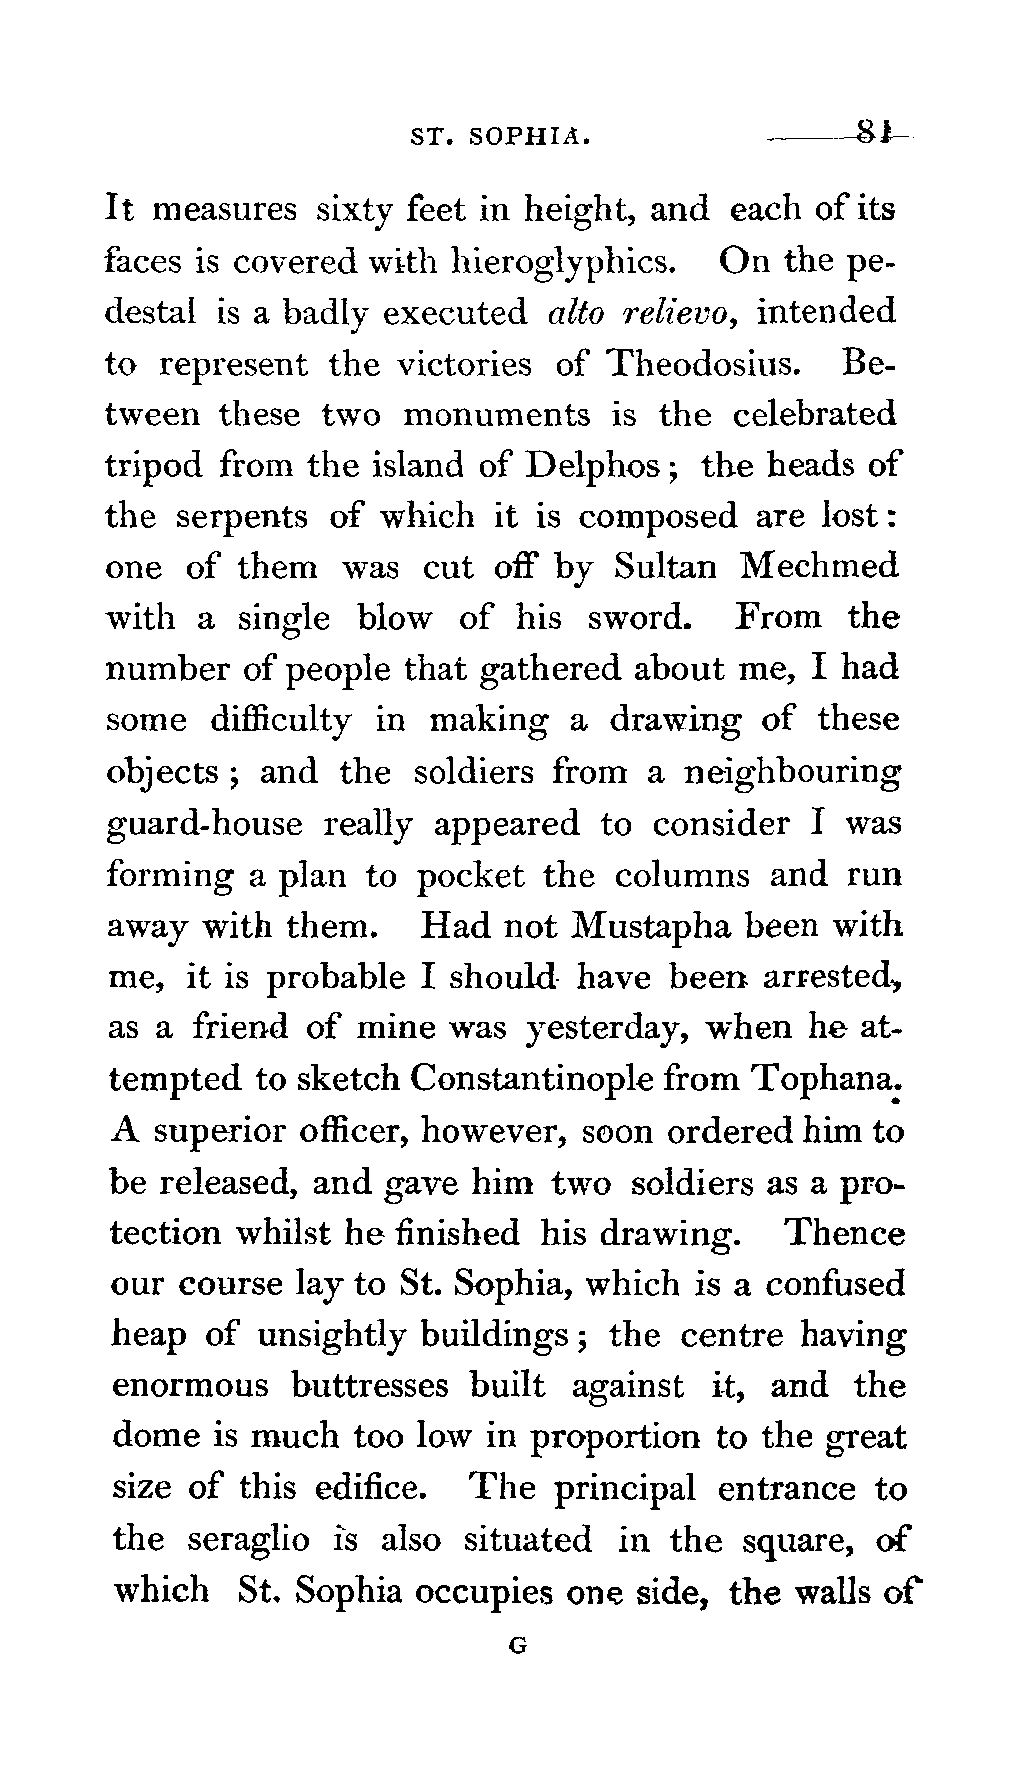 ST. SOPHIA. 81
It measures sixty feet in height, and each of its
faces is covered with hieroglyphics. On the pe-
destal is a badly executed alto relievo, intended
to represent the victories of Theodosius. Be-
tween these two monuments is the celebrated
tripod from the island of Delphos; the heads of
the serpents of which it is composed are lost:
one of them was cut off by Sultan Mechmed
with a single blow of his sword. From the
number of people that gathered about me, I had
some difficulty in making a drawing of these
objects; and the soldiers from a neighbouring
guard-house really appeared to consider I was
forming a plan to pocket the columns and run
away with them. Had not Mustapha been with
me, it is probable I should have been arrested,
as a friend of mine was yesterday, when he at-
tempted to sketch Constantinople from Tophana.
A superior officer, however, soon ordered him to
be released, and gave him two soldiers as a pro-
tection whilst he finished his drawing. Thence
our course lay to St. Sophia, which is a confused
heap of unsightly buildings; the centre having
enormous buttresses built against it, and the
dome is much too low in proportion to the great
size of this edifice. The principal entrance to
the seraglio is also situated in the square, of
which St. Sophia occupies one side, the walls of
G